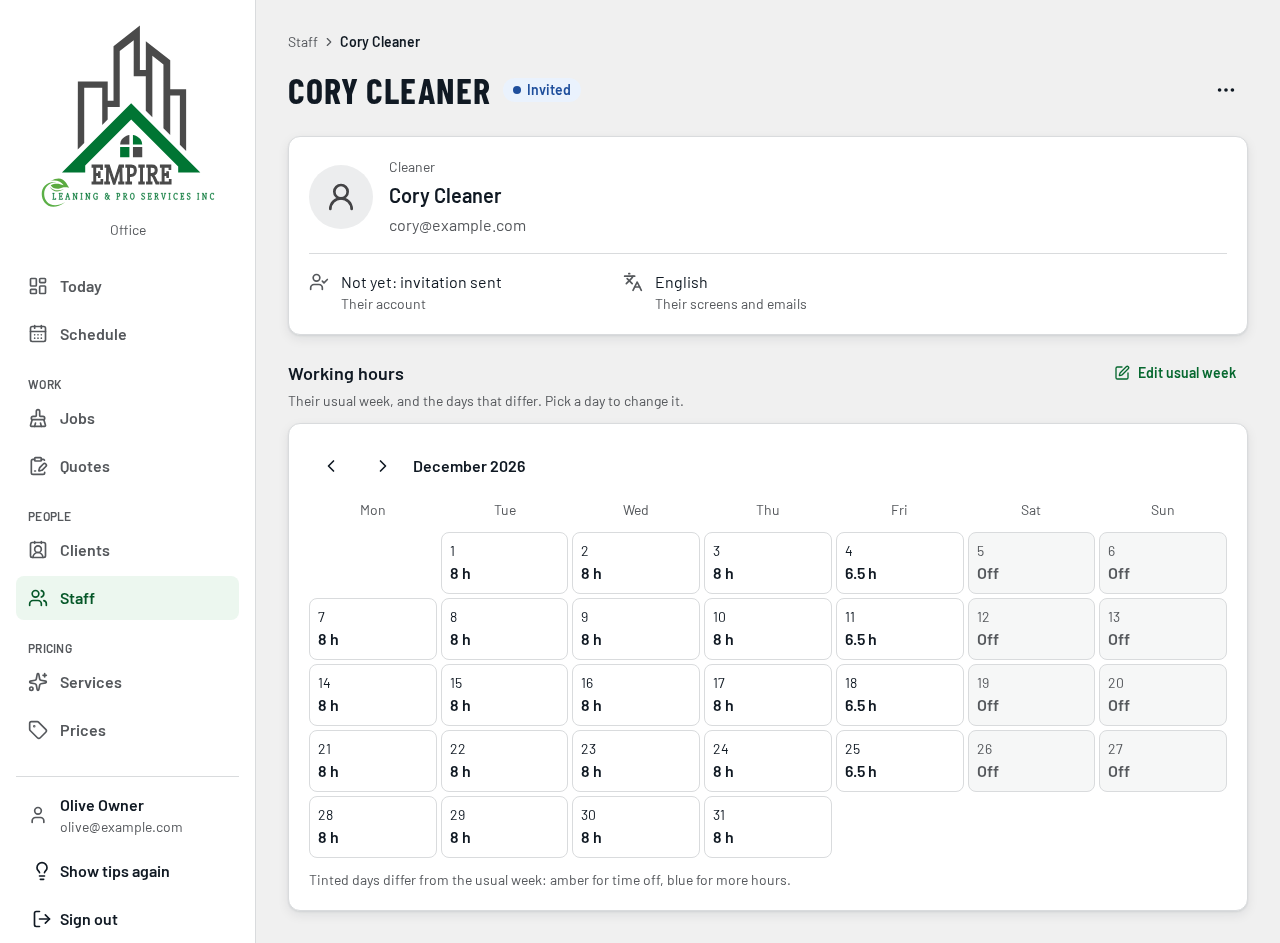 EMPIRE
LEANING & PRO SERVICES INC
Office
Today
Schedule
WORK
Jobs
Quotes
PEOPLE
Clients
Staff
PRICING
Services
Prices
Olive Owner
olive@example.com
Show tips again
Sign out
Staff > Cory Cleaner
CORY CLEANER
Invited
Cleaner
Cory Cleaner
cory@example.com
Not yet: invitation sent
Their account
English
Their screens and emails
Working hours
Edit usual week
Their usual week, and the days that differ. Pick a day to change it.
December 2026
Mon Tue Wed Thu Fri Sat Sun
1 2 3 4 5 6
8 h 8 h 8 h 6.5 h Off Off
7 8 9 10 11 12 13
8 h 8 h 8 h 8 h 6.5 h Off Off
14 15 16 17 18 19 20
8 h 8 h 8 h 8 h 6.5 h Off Off
21 22 23 24 25 26 27
8 h 8 h 8 h 8 h 6.5 h Off Off
28 29 30 31
8 h 8 h 8 h 8 h
Tinted days differ from the usual week: amber for time off, blue for more hours.